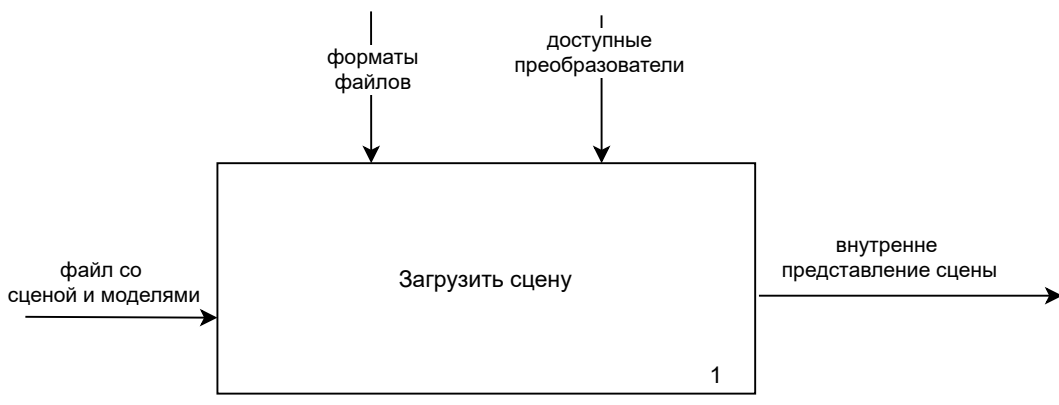 форматы
файлов
доступные
преобразователи
файл со
сценой и моделями
Загрузить сцену
внутренне
представление сцены
1